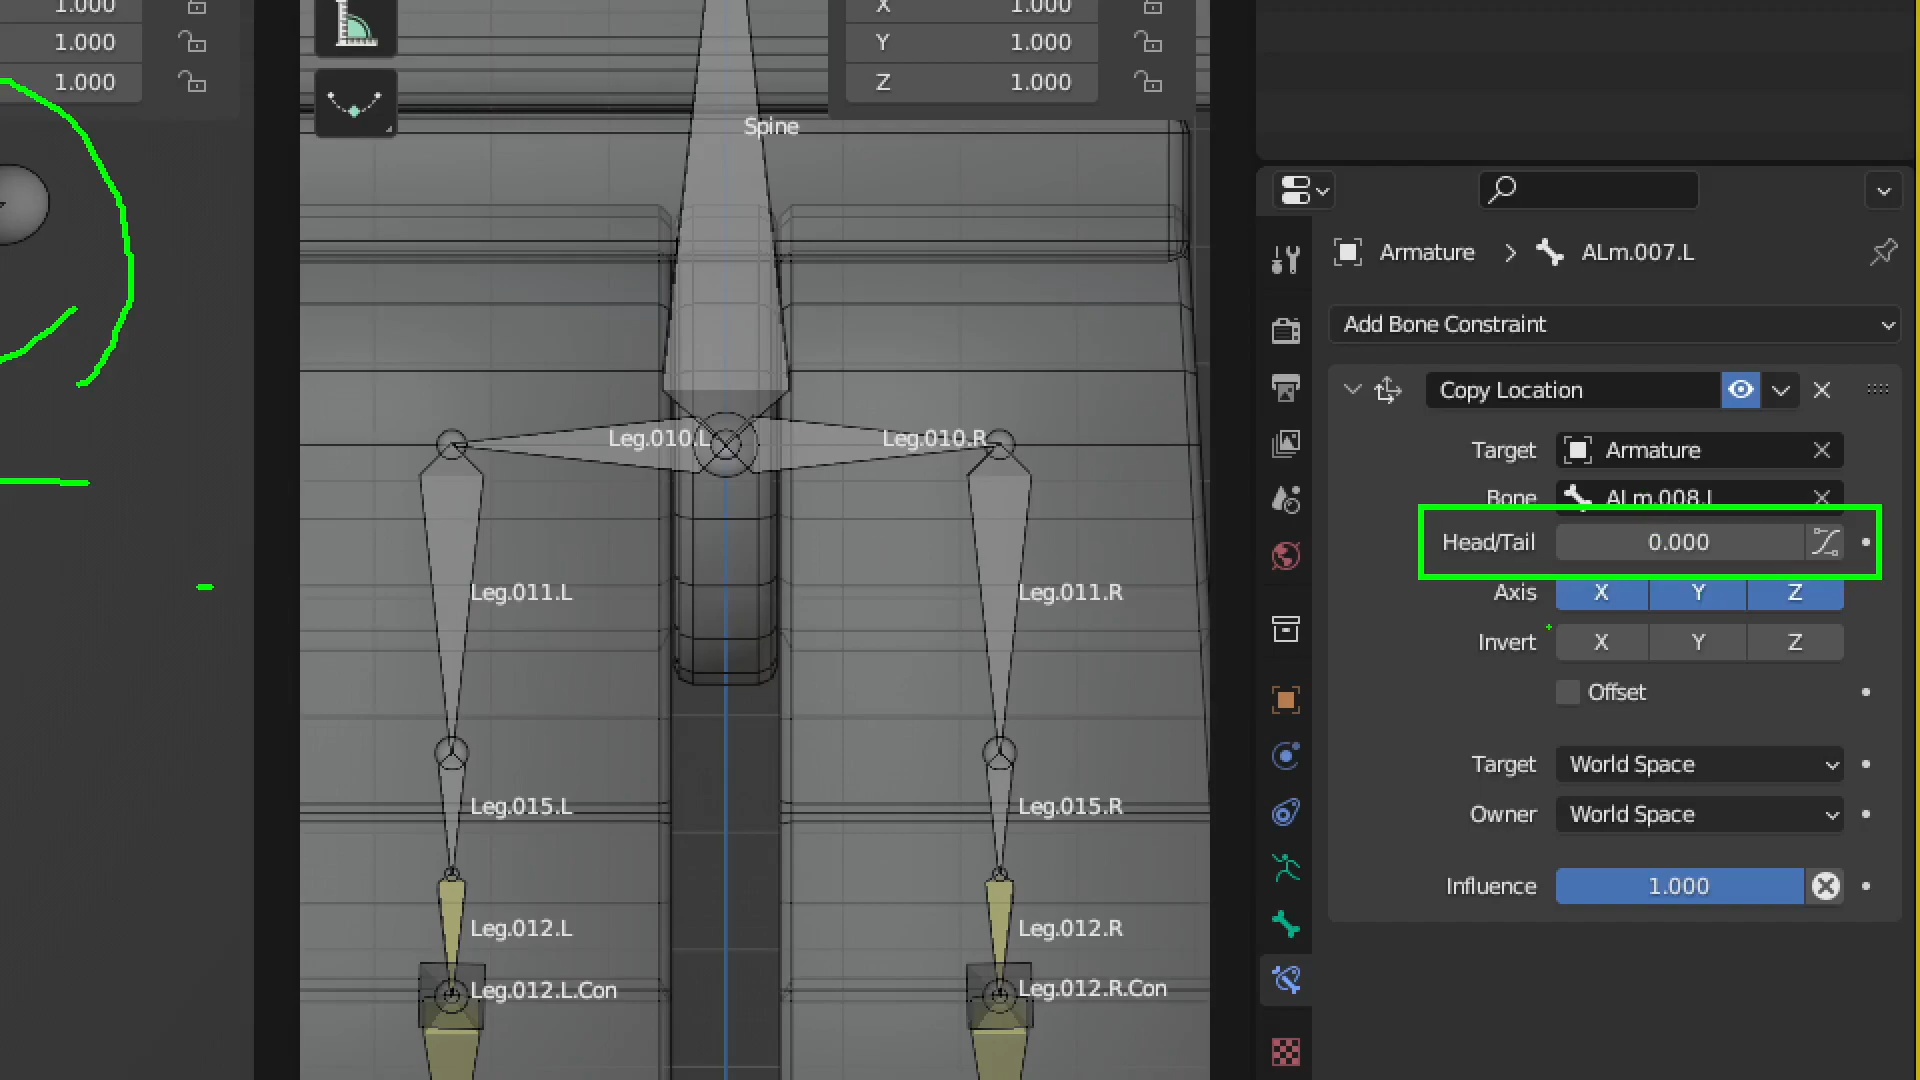 1.000
1.000
1.000
X 1.000
Y 1.000
Z 1.000
Spine
Leg.010.L
Leg.010.R
Leg.011.L
Leg.011.R
Leg.015.L
Leg.015.R
Leg.012.L
Leg.012.R
Leg.012.L.Con
Leg.012.R.Con
Armature > ALm.007.L
Add Bone Constraint
Copy Location
Target Armature
Bone ALm.008.L
Head/Tail 0.000
Axis X Y Z
Invert X Y Z
Offset
Target World Space
Owner World Space
Influence 1.000